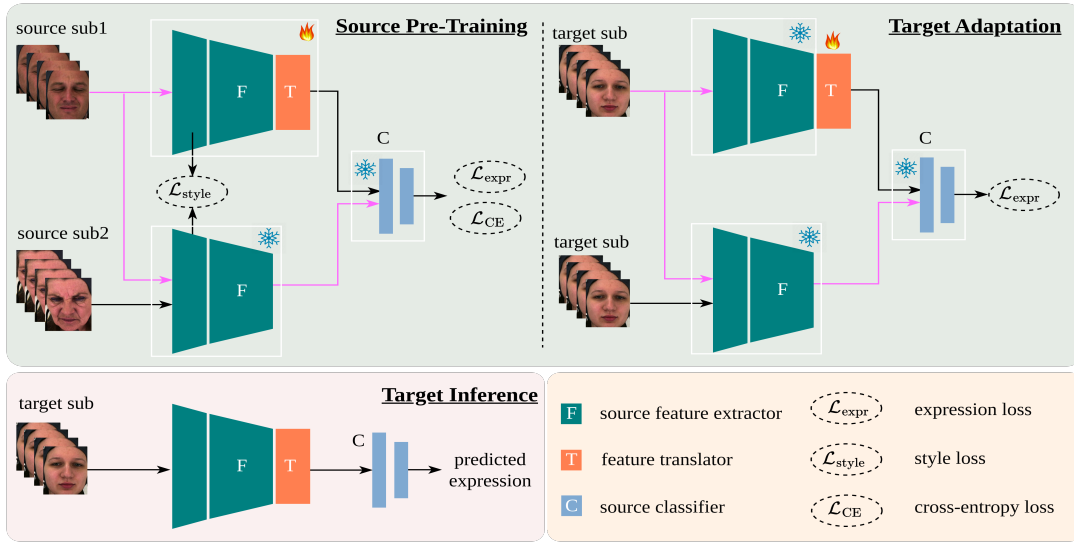 Source Pre-Training
source sub1
F
T
C
ℒstyle
ℒexpr
ℒCE
source sub2
F
Target Adaptation
target sub
F
T
C
ℒexpr
target sub
F
Target Inference
target sub
F
T
C
predicted
expression
F source feature extractor
ℒexpr expression loss
T feature translator
ℒstyle style loss
C source classifier
ℒCE cross-entropy loss